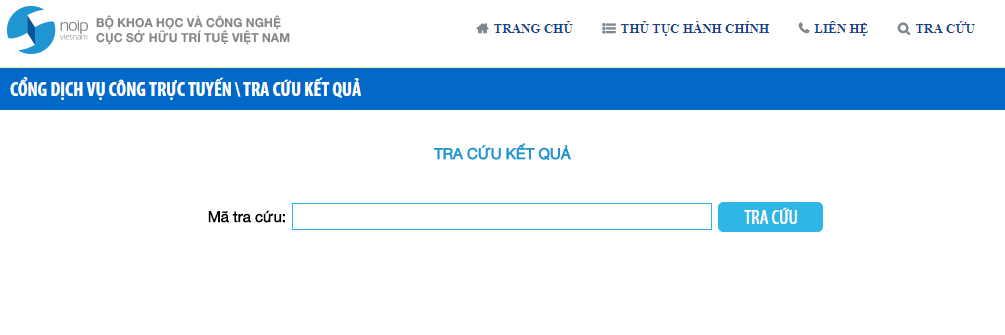 noip
vietnam
BỘ KHOA HỌC VÀ CÔNG NGHỆ
CỤC SỞ HỮU TRÍ TUỆ VIỆT NAM
TRANG CHỦ
THỦ TỤC HÀNH CHÍNH
LIÊN HỆ
TRA CỨU
CỔNG DỊCH VỤ CÔNG TRỰC TUYẾN \ TRA CỨU KẾT QUẢ
TRA CỨU KẾT QUẢ
Mã tra cứu:
TRA CỨU